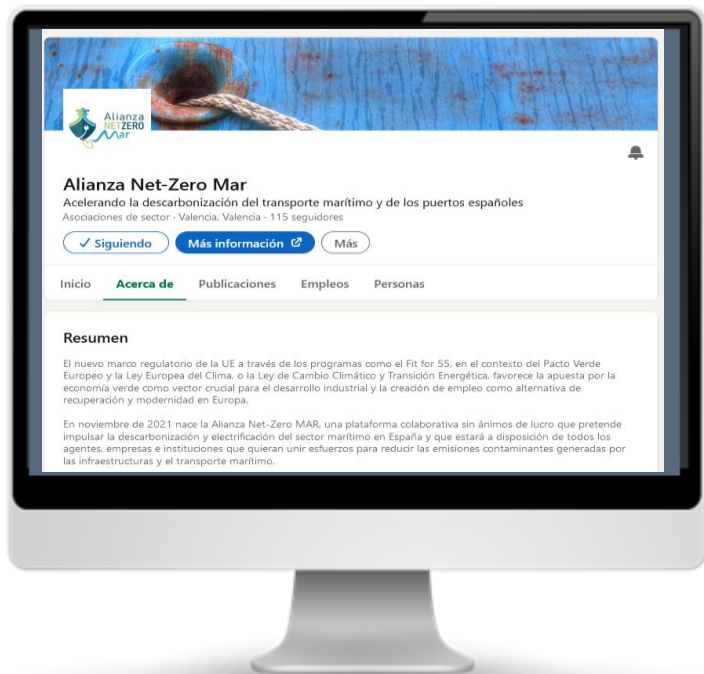 Alianza
NETZERO
Mar
Alianza Net-Zero Mar
Acelerando la descarbonización del transporte marítimo y de los puertos españoles
Asociaciones de sector · Valencia, Valencia · 115 seguidores
✓ Siguiendo Más información Más
Inicio Acerca de Publicaciones Empleos Personas
Resumen
El nuevo marco regulatorio de la UE a través de los programas como el Fit for 55, en el contexto del Pacto Verde
Europeo y la Ley Europea del Clima, o la Ley de Cambio Climático y Transición Energética, favorece la apuesta por la
economía verde como vector crucial para el desarrollo industrial y la creación de empleo como alternativa de
recuperación y modernidad en Europa.
En noviembre de 2021 nace la Alianza Net-Zero MAR, una plataforma colaborativa sin ánimos de lucro que pretende
impulsar la descarbonización y electrificación del sector marítimo en España y que estará a disposición de todos los
agentes, empresas e instituciones que quieran unir esfuerzos para reducir las emisiones contaminantes generadas por
las infraestructuras y el transporte marítimo.